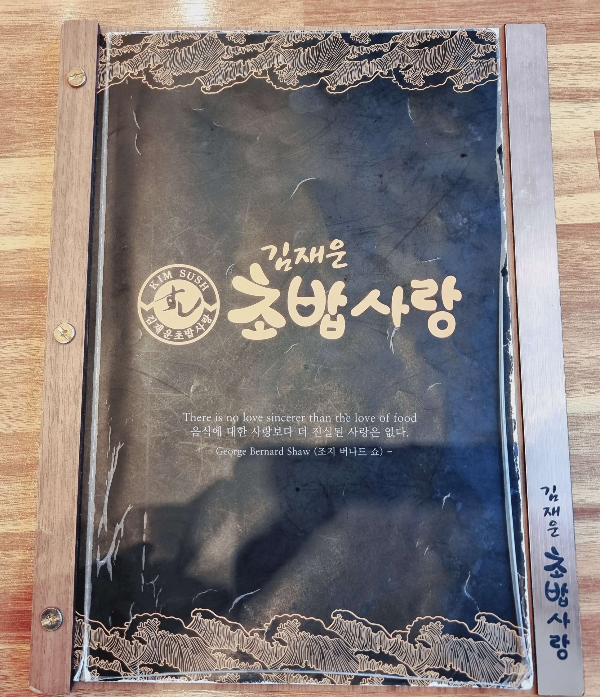 김재운
초밥사랑
KIM SUSHI
김재운초밥사랑
There is no love sincerer than the love of food
음식에 대한 사랑보다 더 진실된 사랑은 없다.
George Bernard Shaw (조지 버나드 쇼) -
김재운
초밥사랑